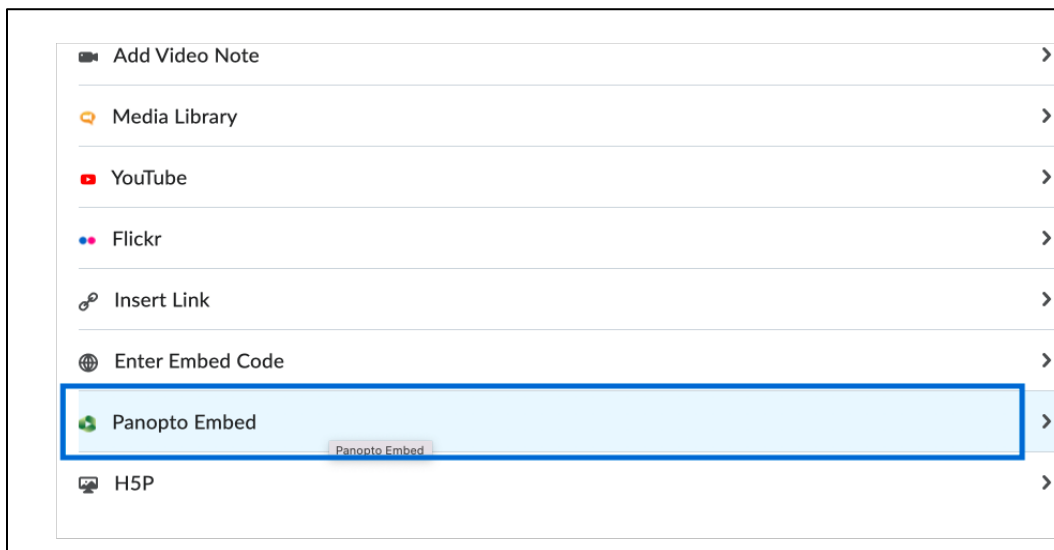 Add Video Note
Media Library
YouTube
Flickr
Insert Link
Enter Embed Code
Panopto Embed
Panopto Embed
H5P